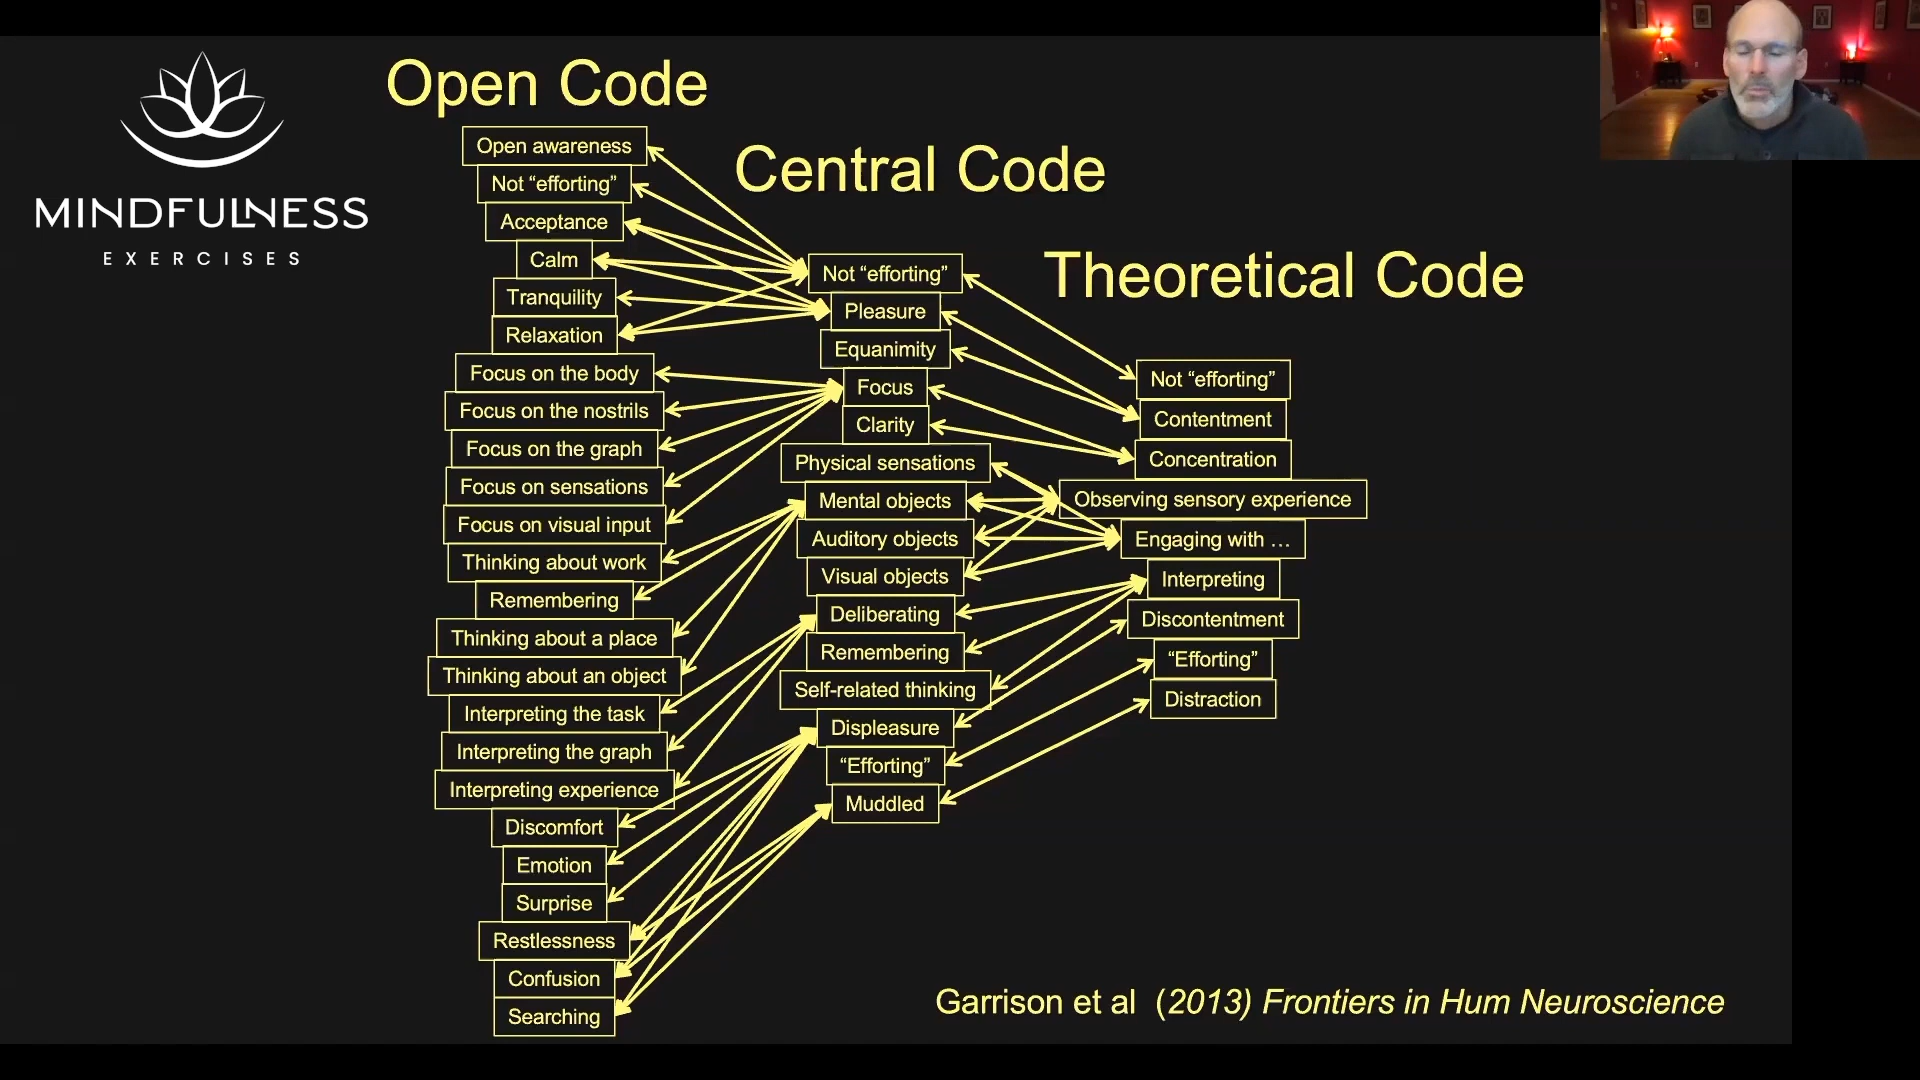 MINDFULNESS
EXERCISES
Open Code
Open awareness
Not “efforting”
Acceptance
Calm
Tranquility
Relaxation
Focus on the body
Focus on the nostrils
Focus on the graph
Focus on sensations
Focus on visual input
Thinking about work
Remembering
Thinking about a place
Thinking about an object
Interpreting the task
Interpreting the graph
Interpreting experience
Discomfort
Emotion
Surprise
Restlessness
Confusion
Searching
Central Code
Not “efforting”
Pleasure
Equanimity
Focus
Clarity
Physical sensations
Mental objects
Auditory objects
Visual objects
Deliberating
Remembering
Self-related thinking
Displeasure
“Efforting”
Muddled
Theoretical Code
Not “efforting”
Contentment
Concentration
Observing sensory experience
Engaging with …
Interpreting
Discontentment
“Efforting”
Distraction
Garrison et al (2013) Frontiers in Hum Neuroscience